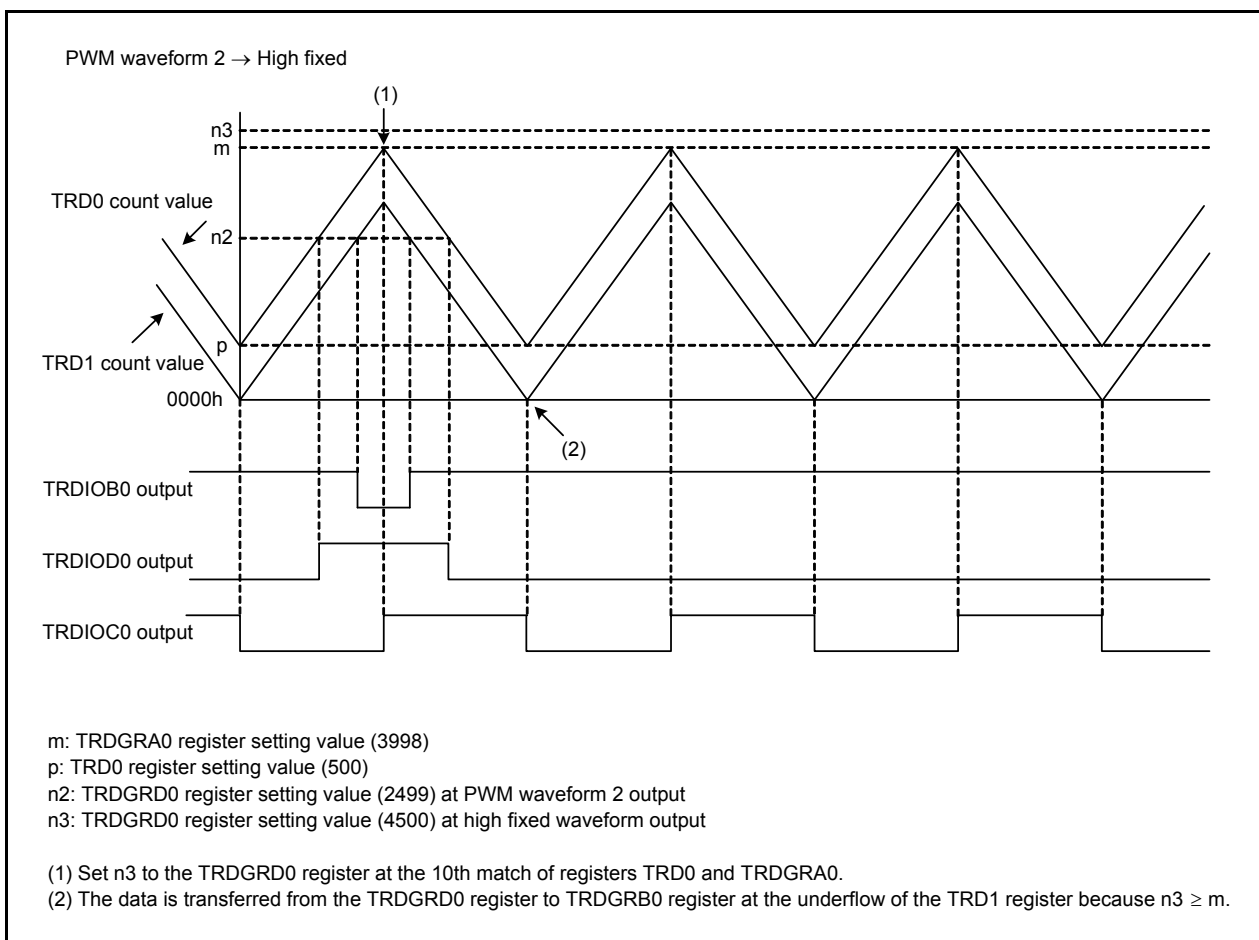 PWM waveform 2 → High fixed
(1)
n3
m
TRD0 count value
n2
p
TRD1 count value
0000h
(2)
TRDIOB0 output
TRDIOD0 output
TRDIOC0 output
m: TRDGRA0 register setting value (3998)
p: TRD0 register setting value (500)
n2: TRDGRD0 register setting value (2499) at PWM waveform 2 output
n3: TRDGRD0 register setting value (4500) at high fixed waveform output
(1) Set n3 to the TRDGRD0 register at the 10th match of registers TRD0 and TRDGRA0.
(2) The data is transferred from the TRDGRD0 register to TRDGRB0 register at the underflow of the TRD1 register because n3 ≥ m.